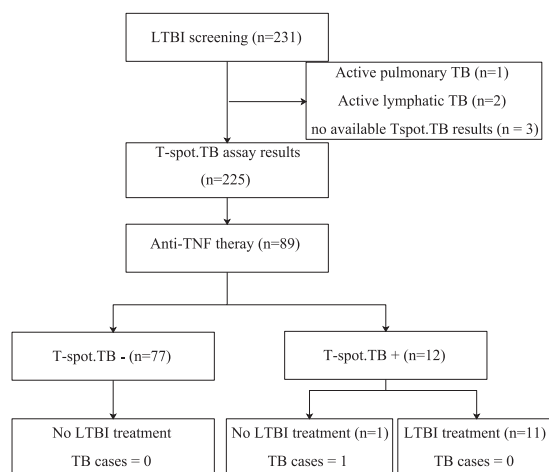 LTBI screening (n=231)
Active pulmonary TB (n=1)
Active lymphatic TB (n=2)
no available Tspot.TB results (n = 3)
T-spot.TB assay results
(n=225)
Anti-TNF theray (n=89)
T-spot.TB - (n=77)
T-spot.TB + (n=12)
No LTBI treatment
TB cases = 0
No LTBI treatment (n=1)
TB cases = 1
LTBI treatment (n=11)
TB cases = 0